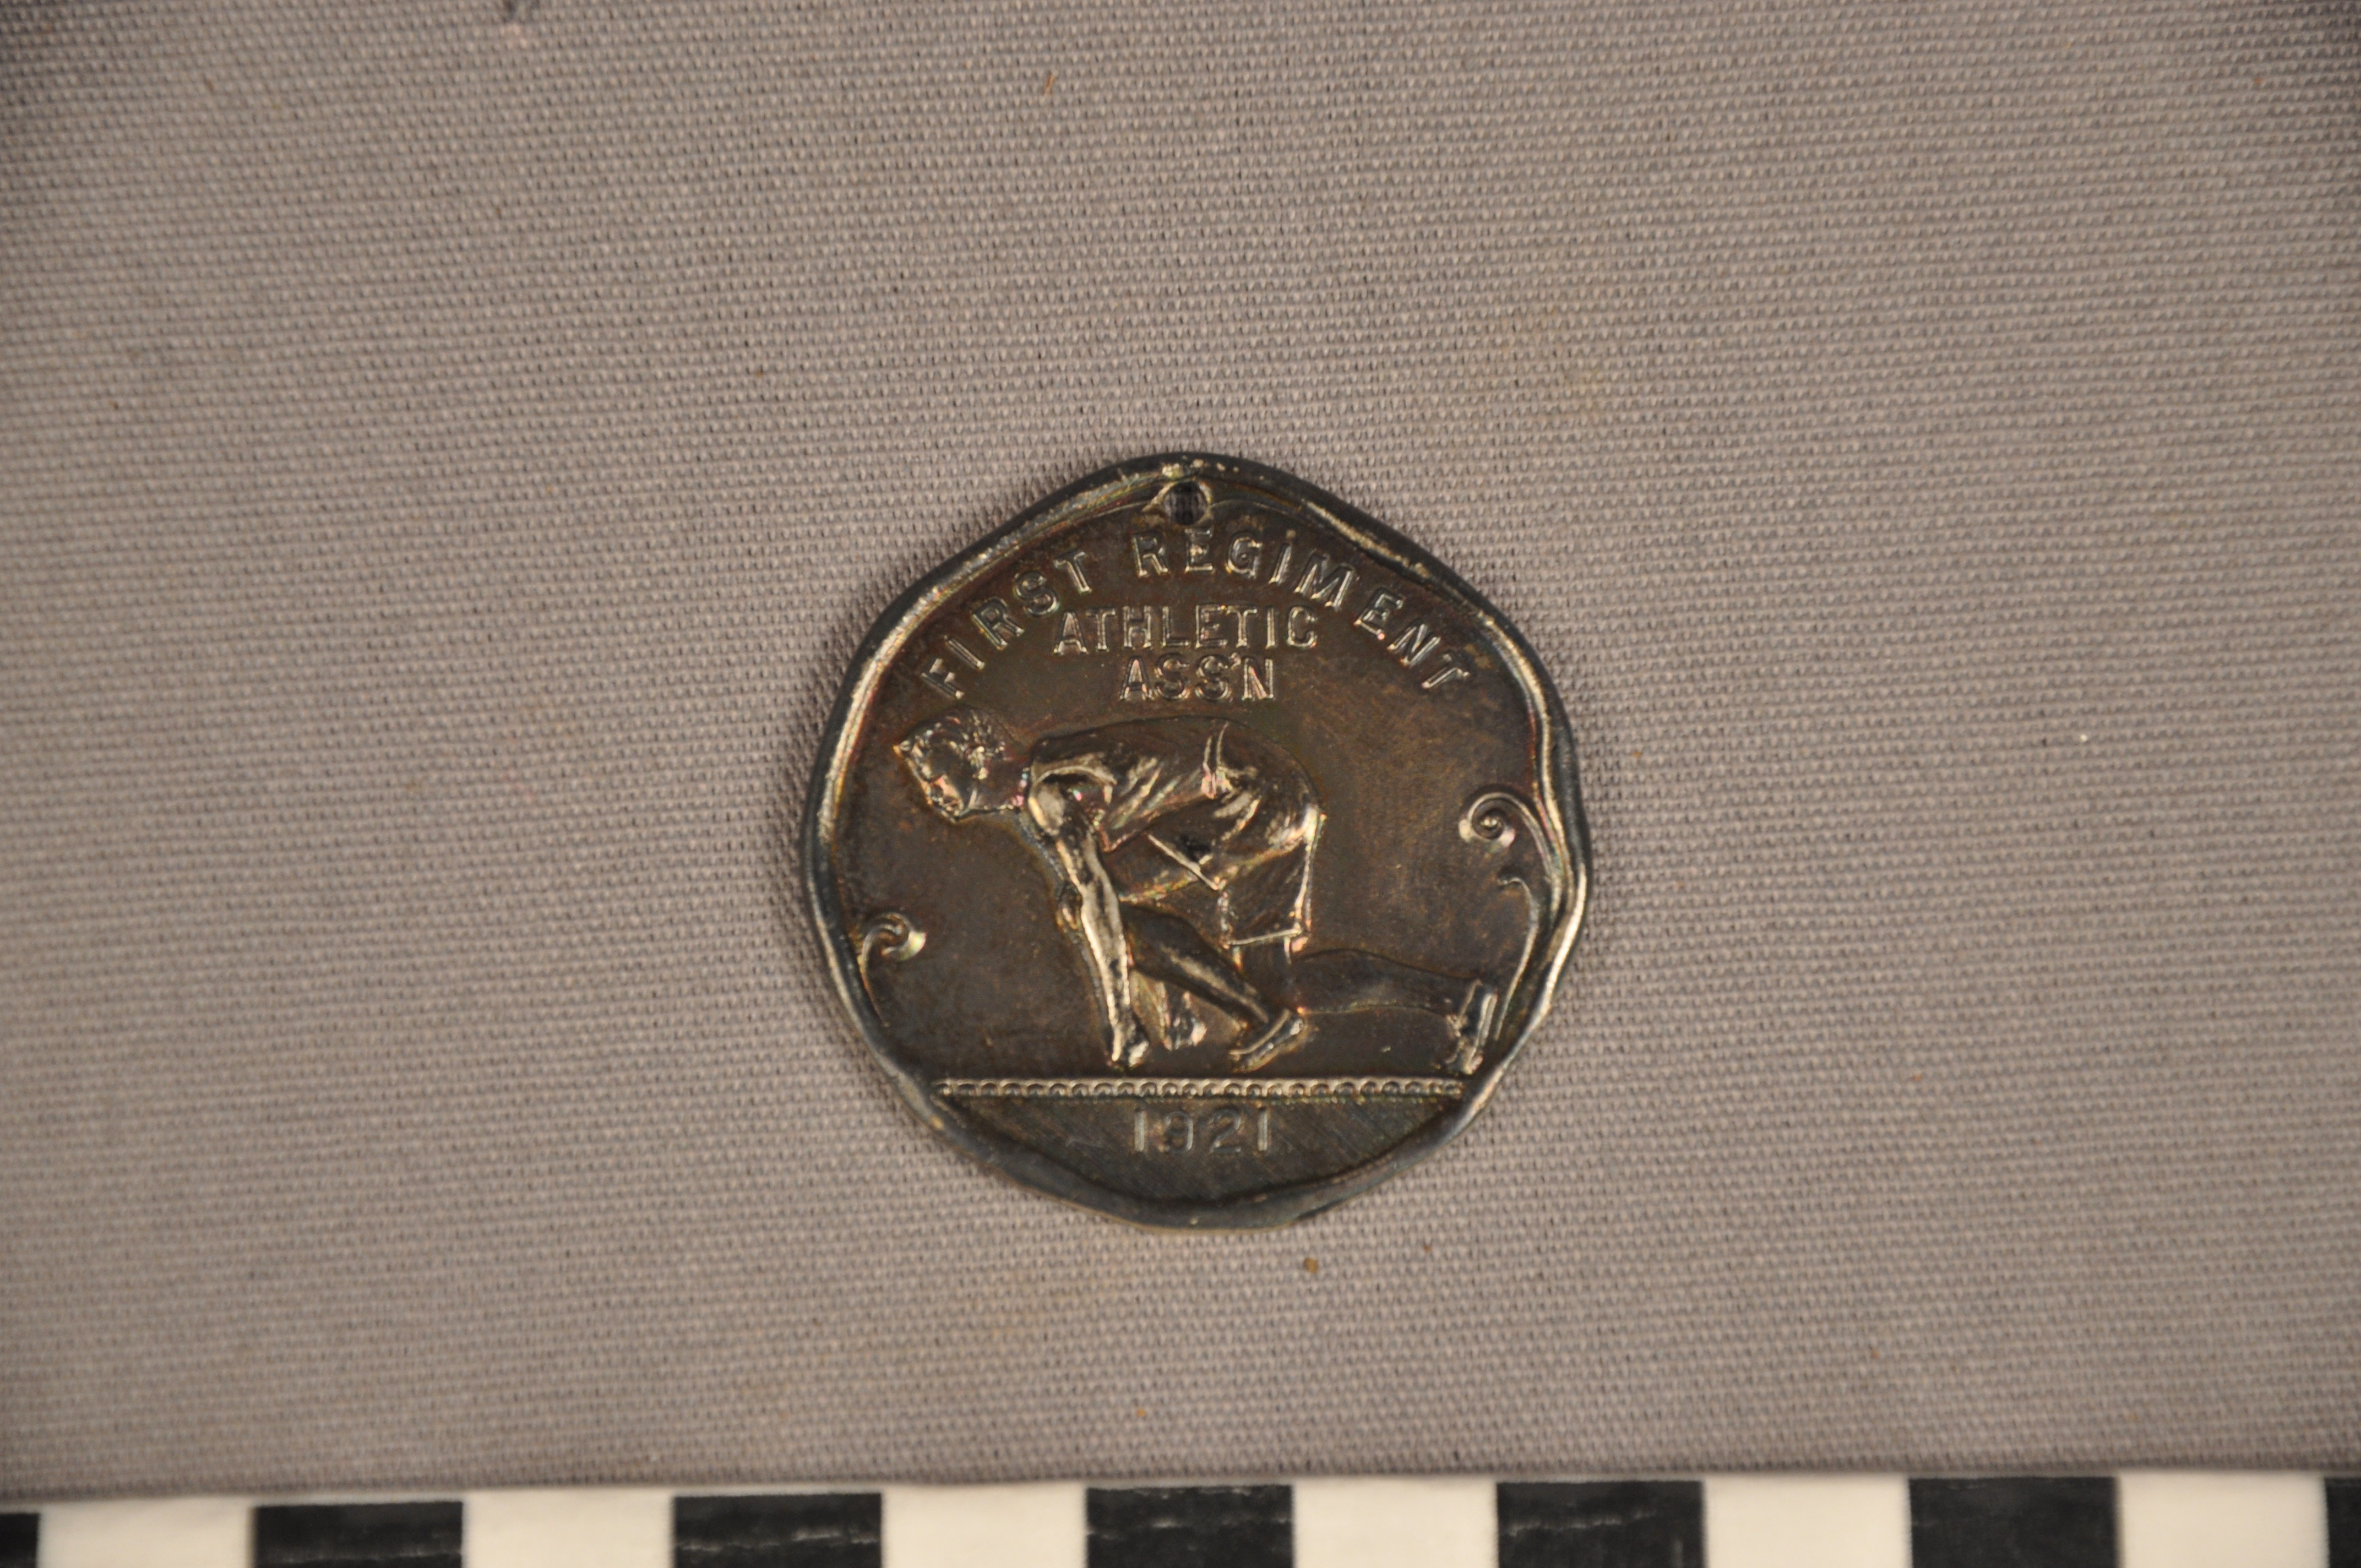 FIRST REGIMENT
ATHLETIC
ASS'N
1921